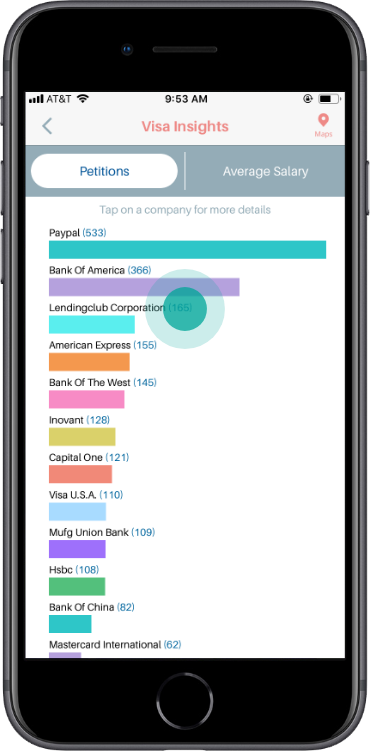 AT&T 9:53 AM
Visa Insights
Maps
Petitions Average Salary
Tap on a company for more details
Paypal (533)
Bank Of America (366)
Lendingclub Corporation (165)
American Express (155)
Bank Of The West (145)
Inovant (128)
Capital One (121)
Visa U.S.A. (110)
Mufg Union Bank (109)
Hsbc (108)
Bank Of China (82)
Mastercard International (62)